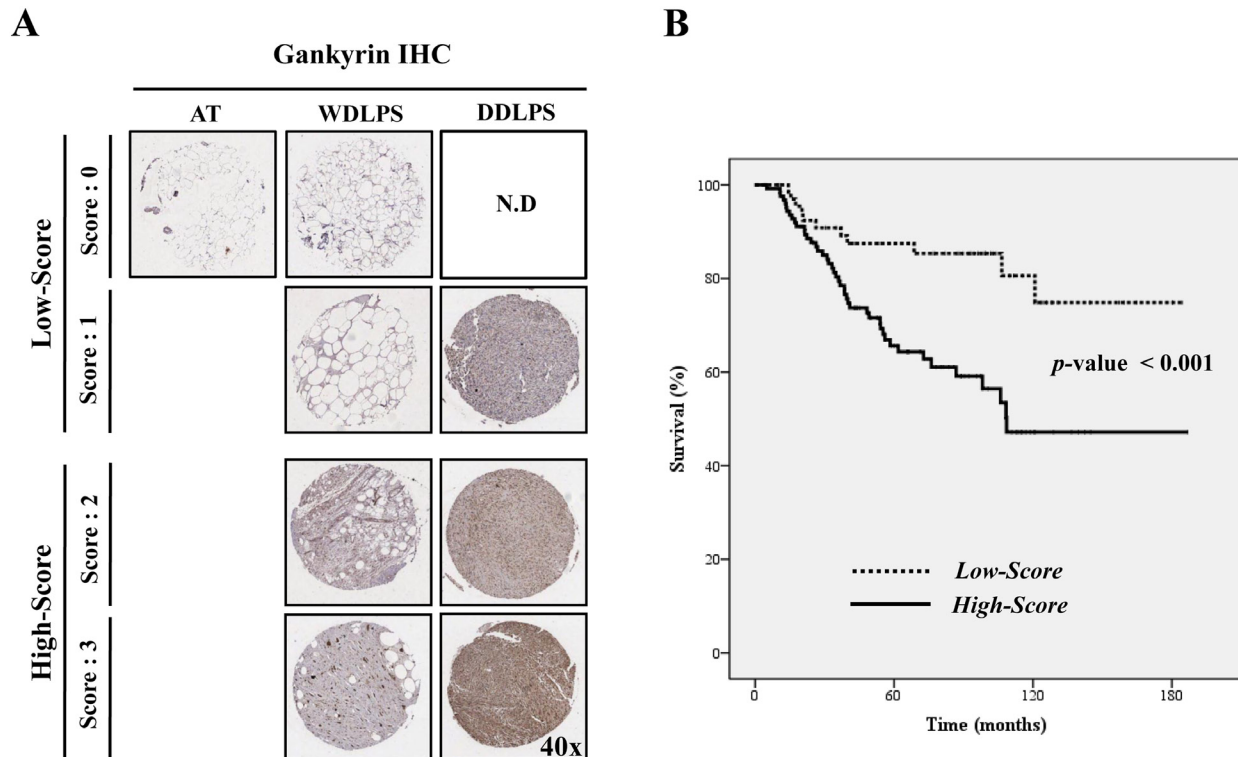 A
Gankyrin IHC
AT WDLPS DDLPS
Low-Score
Score : 0
N.D
Score : 1
High-Score
Score : 2
Score : 3
40x
B
Survival (%)
100
80
60
40
20
0
p-value < 0.001
Low-Score
High-Score
0 60 120 180
Time (months)